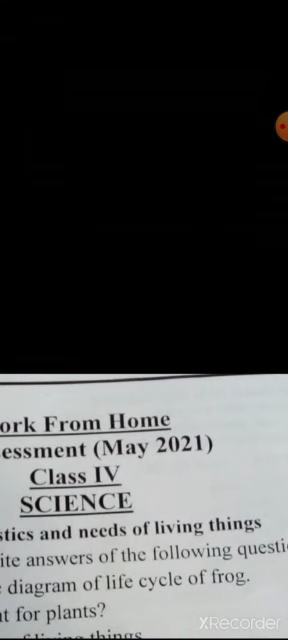 ork From Home
essment (May 2021)
Class IV
SCIENCE
stics and needs of living things
ite answers of the following questi
diagram of life cycle of frog.
t for plants?
things
XRecorder